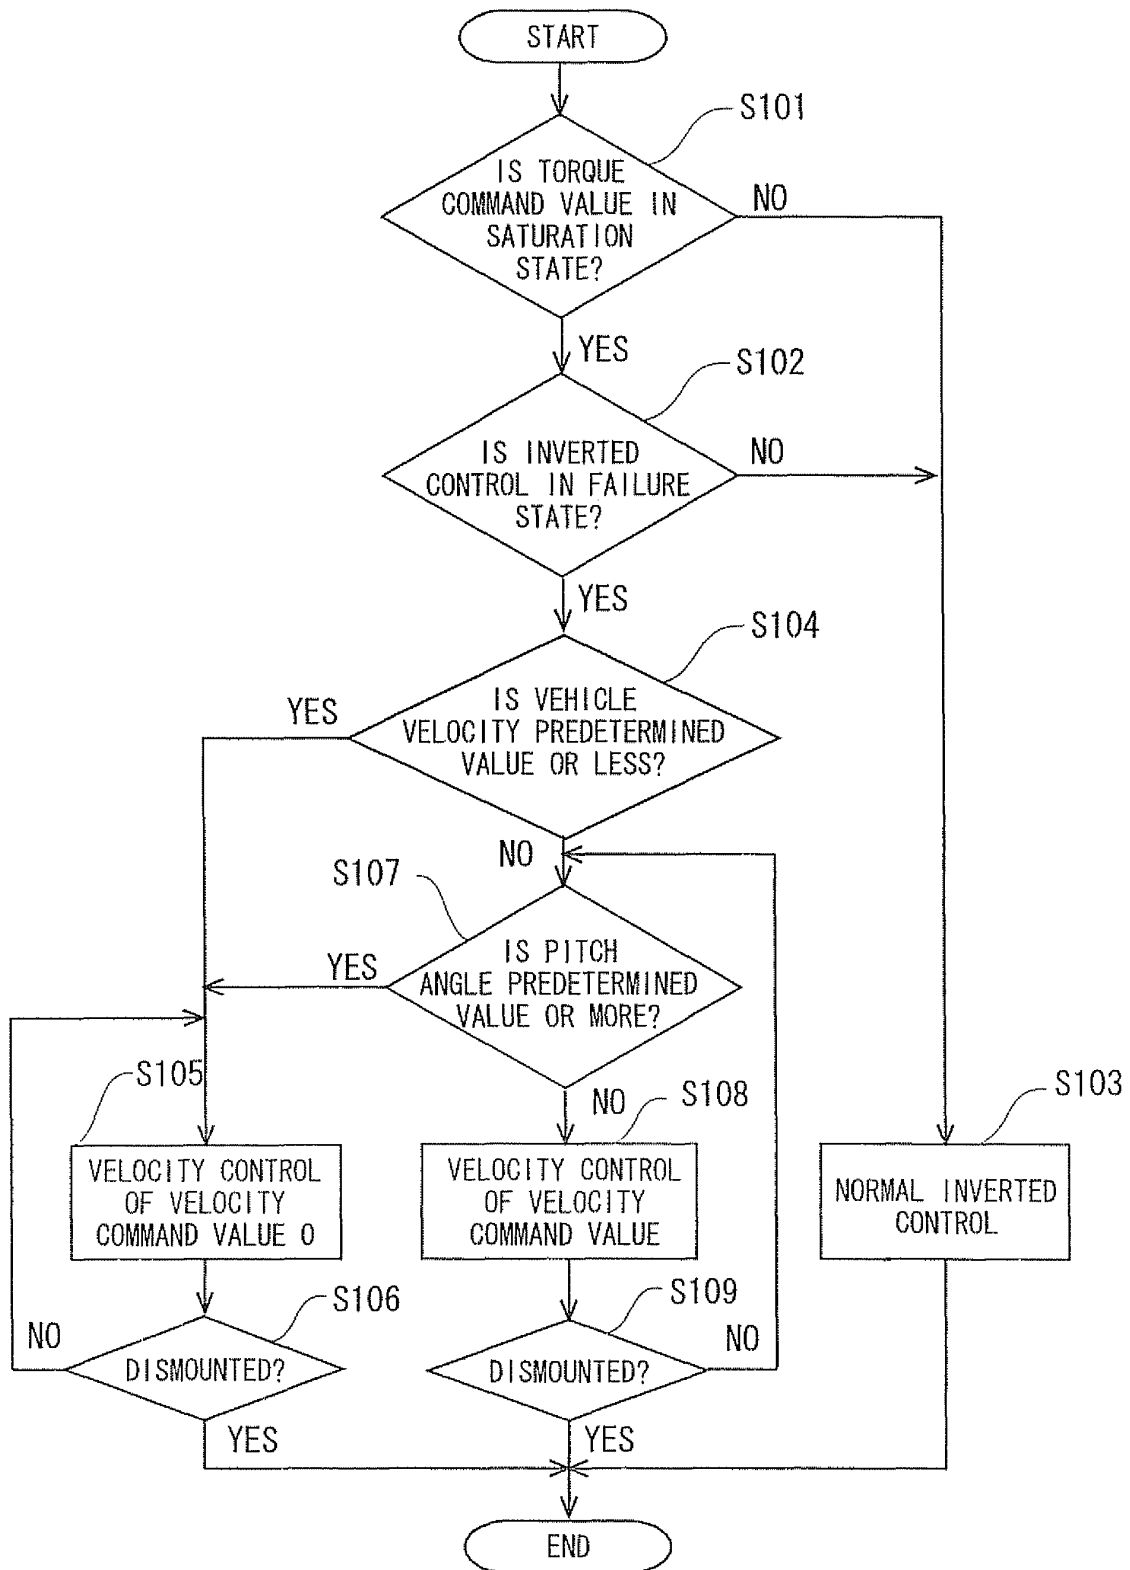 START
S101
IS TORQUE
COMMAND VALUE IN
SATURATION
STATE?
NO
YES
S102
IS INVERTED
CONTROL IN FAILURE
STATE?
NO
YES
S104
IS VEHICLE
VELOCITY PREDETERMINED
VALUE OR LESS?
YES
NO
S107
IS PITCH
ANGLE PREDETERMINED
VALUE OR MORE?
YES
NO
S105
VELOCITY CONTROL
OF VELOCITY
COMMAND VALUE 0
S108
VELOCITY CONTROL
OF VELOCITY
COMMAND VALUE
S103
NORMAL INVERTED
CONTROL
S106
DISMOUNTED?
NO
YES
S109
DISMOUNTED?
NO
YES
END